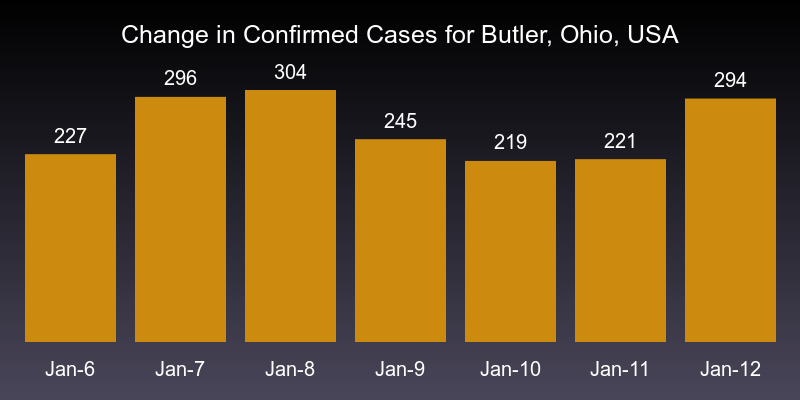 Change in Confirmed Cases for Butler, Ohio, USA
227
296
304
245
219
221
294
Jan-6
Jan-7
Jan-8
Jan-9
Jan-10
Jan-11
Jan-12